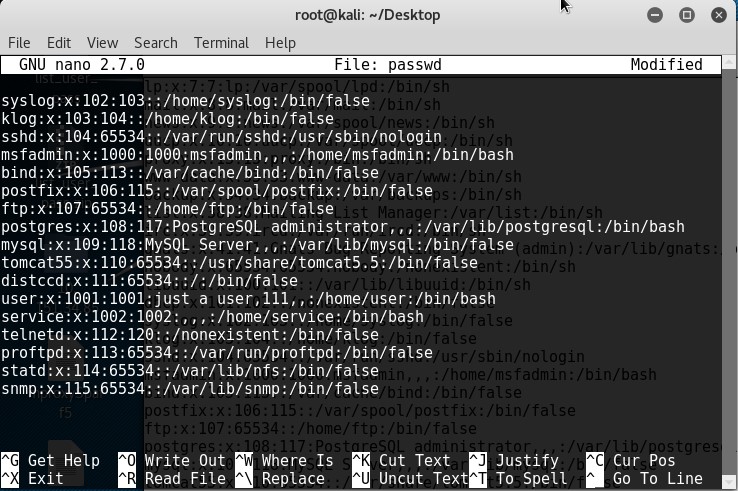 root@kali: ~/Desktop
File Edit View Search Terminal Help
GNU nano 2.7.0 File: passwd Modified
syslog:x:102:103::/home/syslog:/bin/false
klog:x:103:104::/home/klog:/bin/false
sshd:x:104:65534::/var/run/sshd:/usr/sbin/nologin
msfadmin:x:1000:1000:msfadmin,,,:/home/msfadmin:/bin/bash
bind:x:105:113::/var/cache/bind:/bin/false
postfix:x:106:115::/var/spool/postfix:/bin/false
ftp:x:107:65534::/home/ftp:/bin/false
postgres:x:108:117:PostgreSQL administrator,,,:/var/lib/postgresql:/bin/bash
mysql:x:109:118:MySQL Server,,,:/var/lib/mysql:/bin/false
tomcat55:x:110:65534::/usr/share/tomcat5.5:/bin/false
distccd:x:111:65534::/:/bin/false
user:x:1001:1001:just a user,111,,:/home/user:/bin/bash
service:x:1002:1002:,,,:/home/service:/bin/bash
telnetd:x:112:120::/nonexistent:/bin/false
proftpd:x:113:65534::/var/run/proftpd:/bin/false
statd:x:114:65534::/var/lib/nfs:/bin/false
snmp:x:115:65534::/var/lib/snmp:/bin/false
^G Get Help ^O Write Out ^W Where Is ^K Cut Text ^J Justify ^C Cur Pos
^X Exit ^R Read File ^\ Replace ^U Uncut Text ^T To Spell ^_ Go To Line